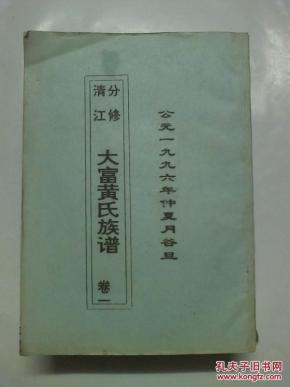 公元一九九六年仲夏月谷旦
清江
分修
大富黄氏族谱
卷一
孔夫子旧书网